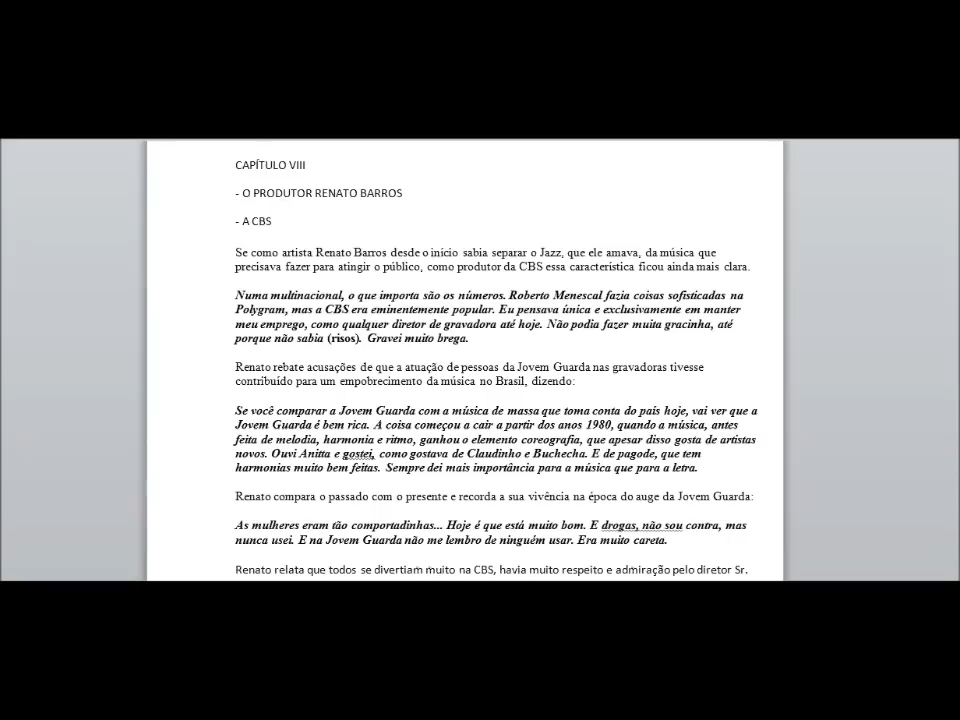 CAPÍTULO VIII
- O PRODUTOR RENATO BARROS
- A CBS
Se como artista Renato Barros desde o início sabia separar o Jazz, que ele amava, da música que
precisava fazer para atingir o público, como produtor da CBS essa característica ficou ainda mais clara.
Numa multinacional, o que importa são os números. Roberto Menescal fazia coisas sofisticadas na
Polygram, mas a CBS era eminentemente popular. Eu pensava única e exclusivamente em manter
meu emprego, como qualquer diretor de gravadora até hoje. Não podia fazer muita gracinha, até
porque não sabia (risos). Gravei muito brega.
Renato rebate acusações de que a atuação de pessoas da Jovem Guarda nas gravadoras tivesse
contribuído para um empobrecimento da música no Brasil, dizendo:
Se você comparar a Jovem Guarda com a música de massa que toma conta do país hoje, vai ver que a
Jovem Guarda é bem rica. A coisa começou a cair a partir dos anos 1980, quando a música, antes
feita de melodia, harmonia e ritmo, ganhou o elemento coreografia, que apesar disso gosta de artistas
novos. Ouvi Anitta e gostei, como gostava de Claudinho e Buchecha. E de pagode, que tem
harmonias muito bem feitas. Sempre dei mais importância para a música que para a letra.
Renato compara o passado com o presente e recorda a sua vivência na época do auge da Jovem Guarda:
As mulheres eram tão comportadinhas... Hoje é que está muito bom. E drogas, não sou contra, mas
nunca usei. E na Jovem Guarda não me lembro de ninguém usar. Era muito careta.
Renato relata que todos se divertiam muito na CBS, havia muito respeito e admiração pelo diretor Sr.